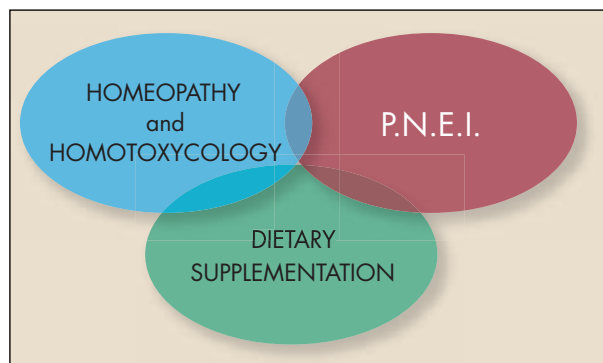 HOMEOPATHY
and
HOMOTOXYCOLOGY
P.N.E.I.
DIETARY
SUPPLEMENTATION